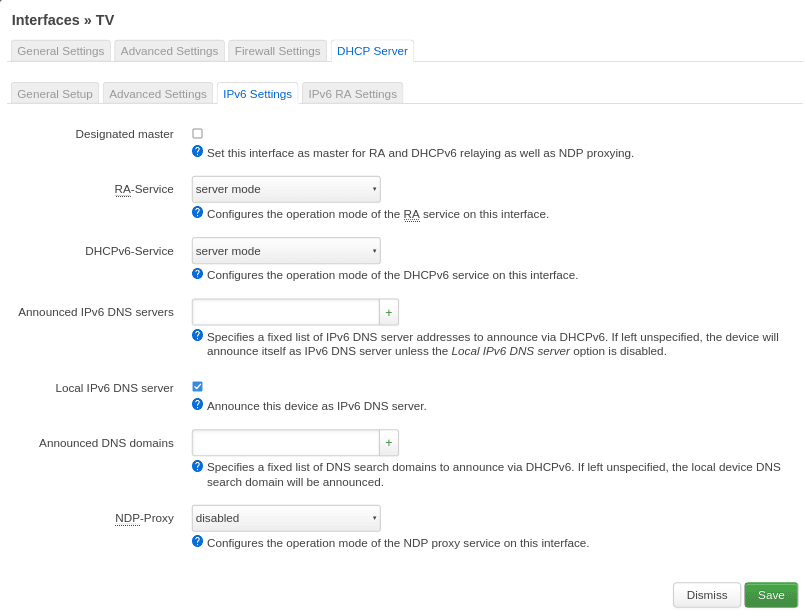 Interfaces » TV
General Settings Advanced Settings Firewall Settings DHCP Server
General Setup Advanced Settings IPv6 Settings IPv6 RA Settings
Designated master
? Set this interface as master for RA and DHCPv6 relaying as well as NDP proxying.
RA-Service server mode
? Configures the operation mode of the RA service on this interface.
DHCPv6-Service server mode
? Configures the operation mode of the DHCPv6 service on this interface.
Announced IPv6 DNS servers +
? Specifies a fixed list of IPv6 DNS server addresses to announce via DHCPv6. If left unspecified, the device will
announce itself as IPv6 DNS server unless the Local IPv6 DNS server option is disabled.
Local IPv6 DNS server
? Announce this device as IPv6 DNS server.
Announced DNS domains +
? Specifies a fixed list of DNS search domains to announce via DHCPv6. If left unspecified, the local device DNS
search domain will be announced.
NDP-Proxy disabled
? Configures the operation mode of the NDP proxy service on this interface.
Dismiss Save